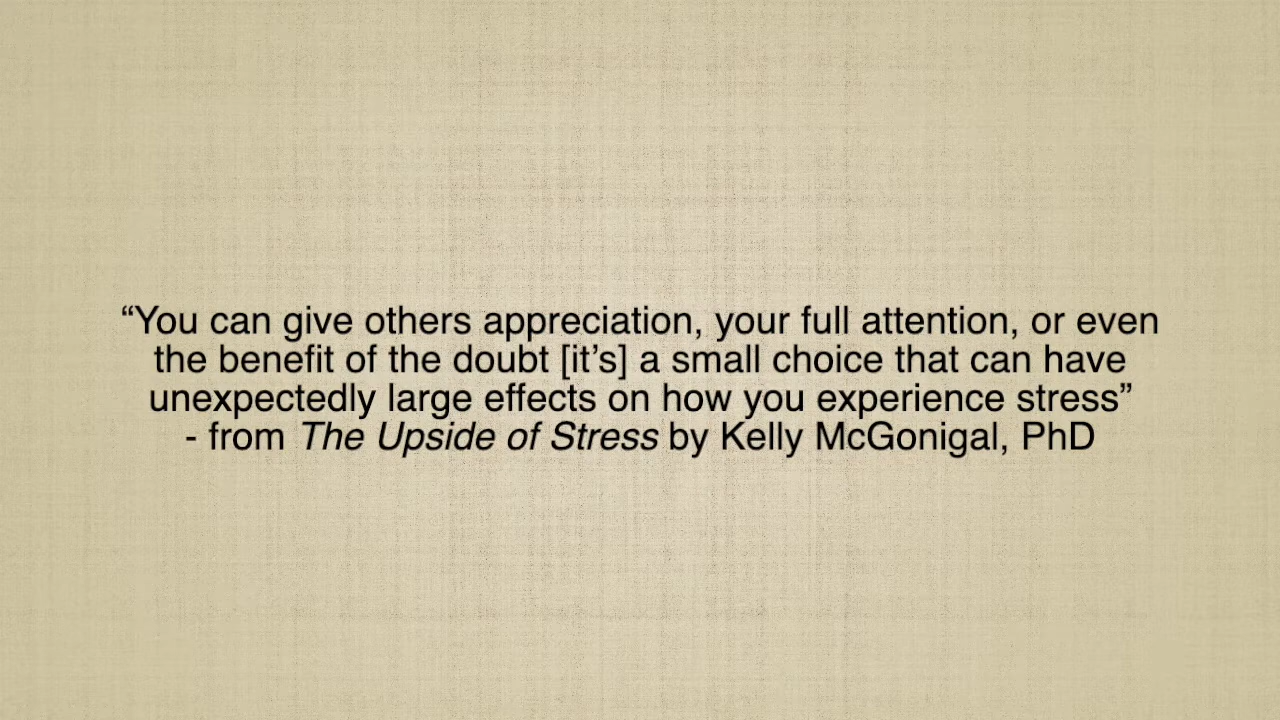 “You can give others appreciation, your full attention, or even
the benefit of the doubt [it’s] a small choice that can have
unexpectedly large effects on how you experience stress”
- from The Upside of Stress by Kelly McGonigal, PhD